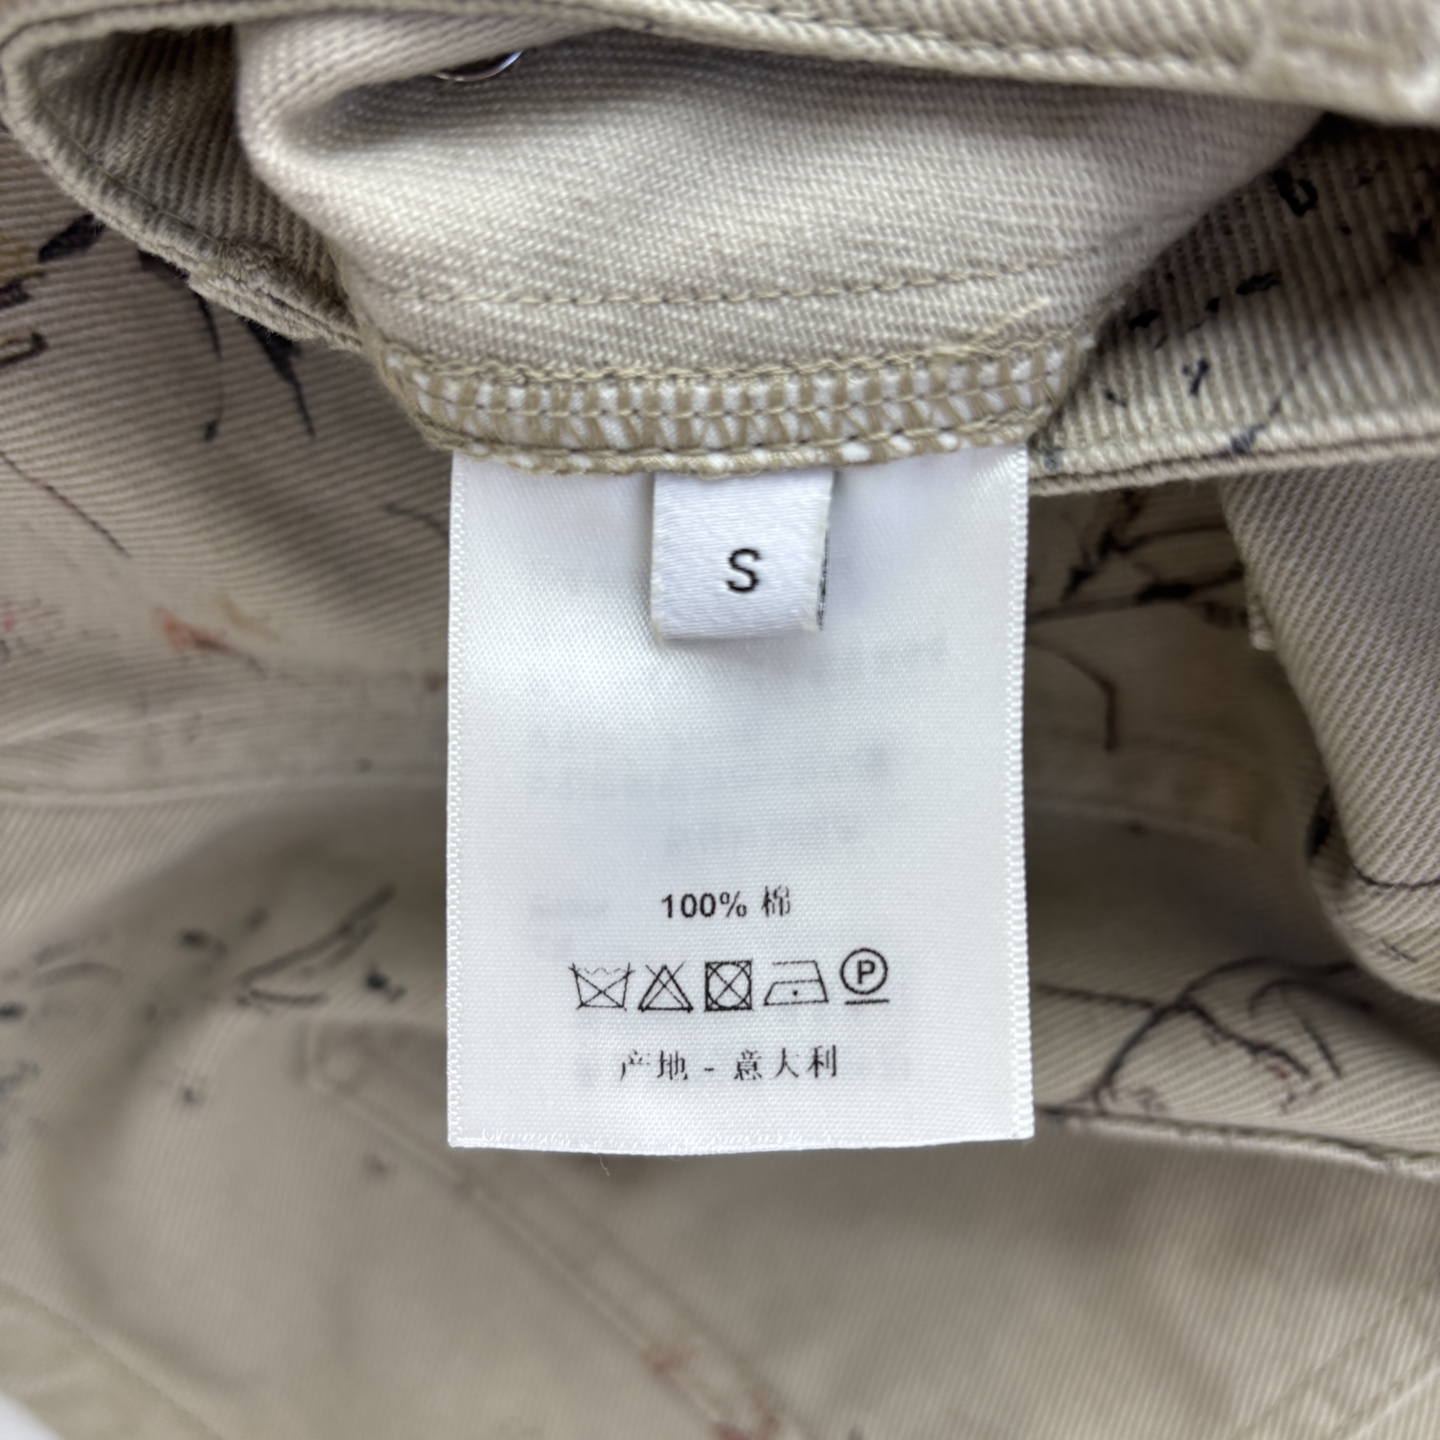 S
100% 棉
P
产地 - 意大利